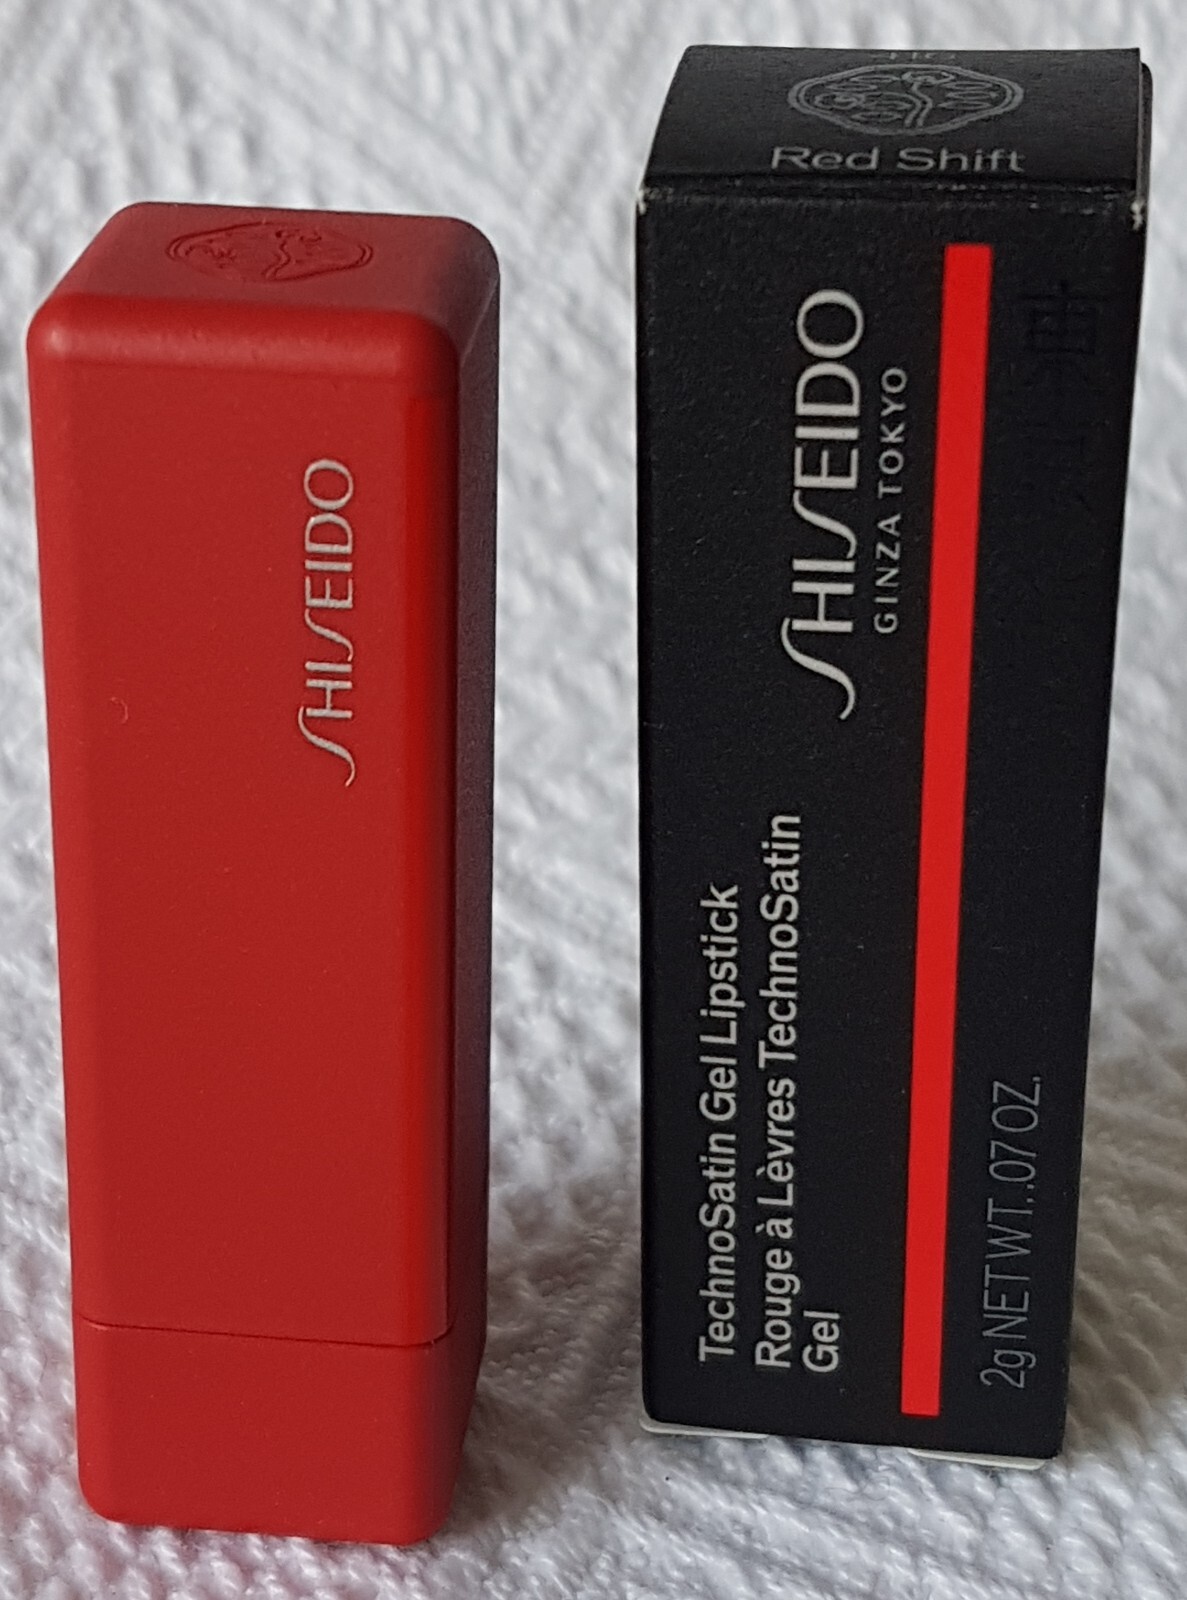 SHISEIDO
Red Shift
SHISEIDO
GINZA TOKYO
TechnoSatin Gel Lipstick
Rouge à Lèvres TechnoSatin
Gel
2g NET WT. .07 OZ.